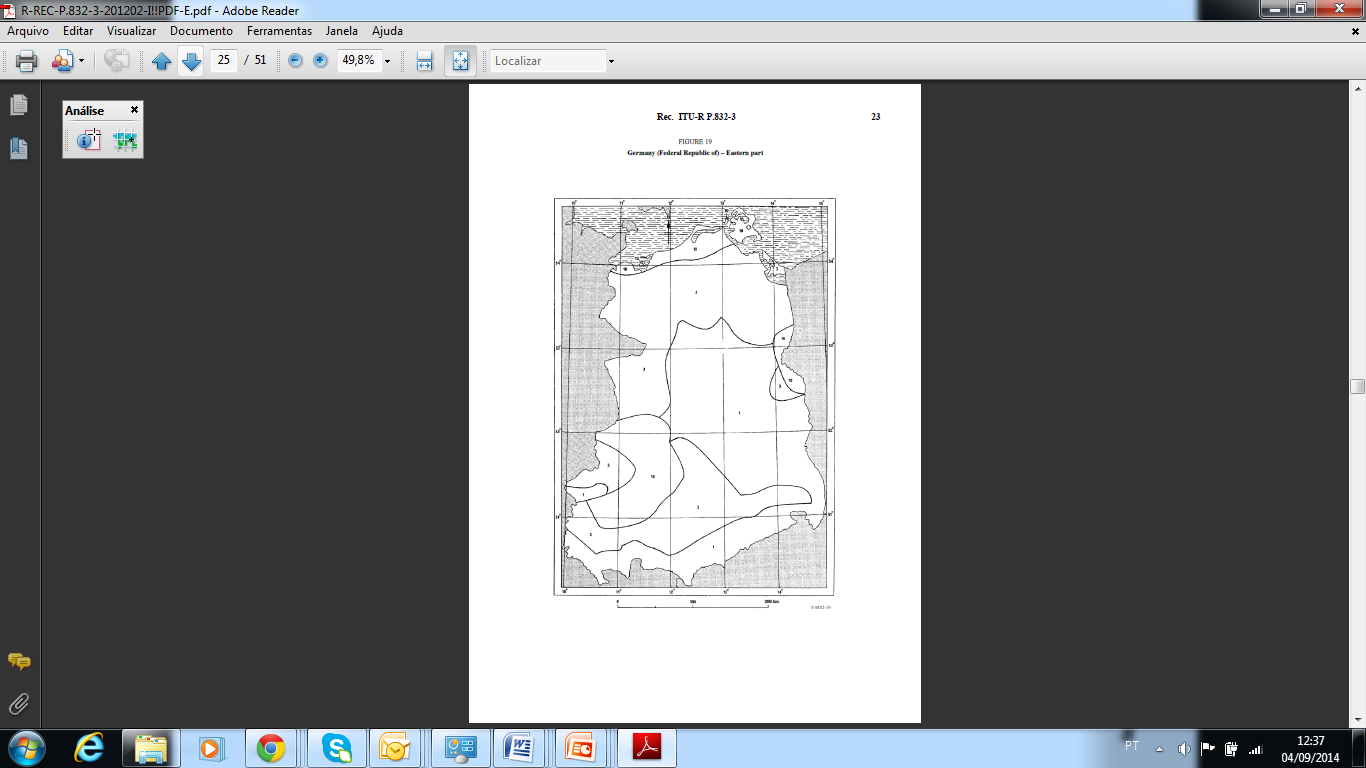 R-REC-P.832-3-201202-I!!PDF-E.pdf - Adobe Reader
Arquivo Editar Visualizar Documento Ferramentas Janela Ajuda
25 / 51 49,8% Localizar
Análise
Rec. ITU-R P.832-3 23
FIGURE 19
Germany (Federal Republic of) – Eastern part
0 100 200 km
PT 12:37
04/09/2014